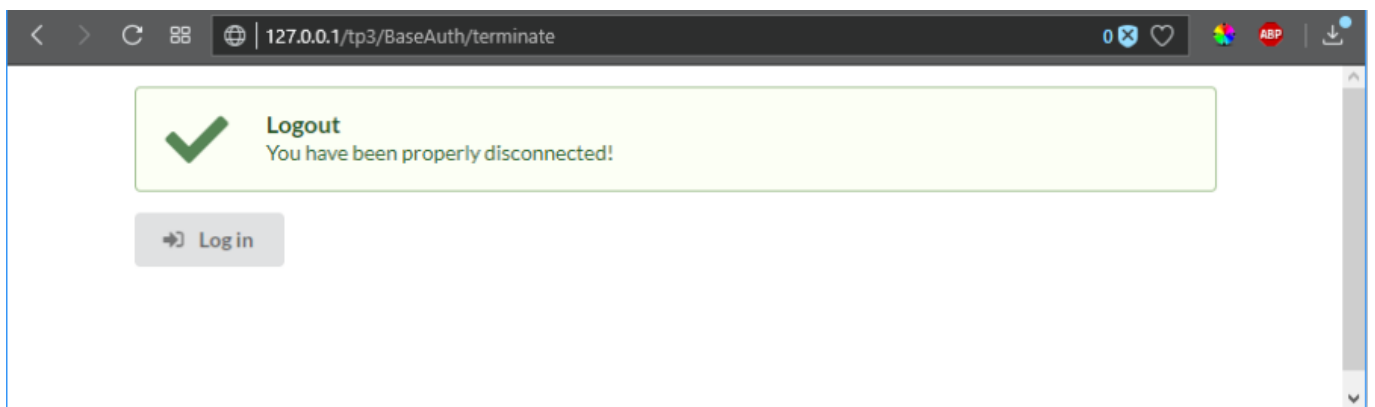 127.0.0.1/tp3/BaseAuth/terminate
0
ABP
Logout
You have been properly disconnected!
Log in